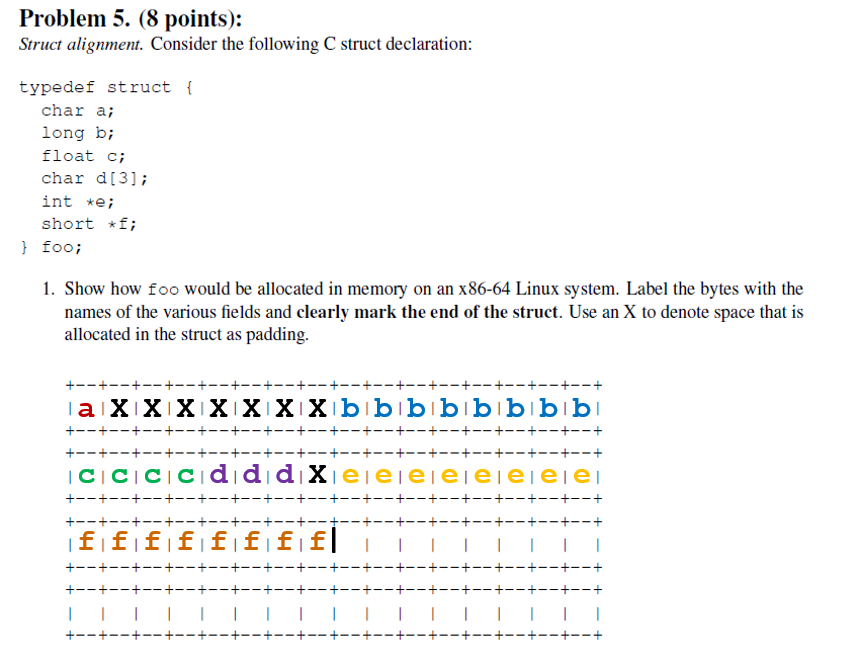 Problem 5. (8 points):
Struct alignment. Consider the following C struct declaration:
typedef struct {
char a;
long b;
float c;
char d[3];
int *e;
short *f;
} foo;
1. Show how foo would be allocated in memory on an x86-64 Linux system. Label the bytes with the
names of the various fields and clearly mark the end of the struct. Use an X to denote space that is
allocated in the struct as padding.
+--+--+--+--+--+--+--+--+--+--+--+--+--+--+--+--+
|a|X|X|X|X|X|X|X|b|b|b|b|b|b|b|b|
+--+--+--+--+--+--+--+--+--+--+--+--+--+--+--+--+
+--+--+--+--+--+--+--+--+--+--+--+--+--+--+--+--+
|c|c|c|c|d|d|d|X|e|e|e|e|e|e|e|e|
+--+--+--+--+--+--+--+--+--+--+--+--+--+--+--+--+
+--+--+--+--+--+--+--+--+--+--+--+--+--+--+--+--+
|f|f|f|f|f|f|f|f| | | | | | | | |
+--+--+--+--+--+--+--+--+--+--+--+--+--+--+--+--+
+--+--+--+--+--+--+--+--+--+--+--+--+--+--+--+--+
| | | | | | | | | | | | | | | | |
+--+--+--+--+--+--+--+--+--+--+--+--+--+--+--+--+